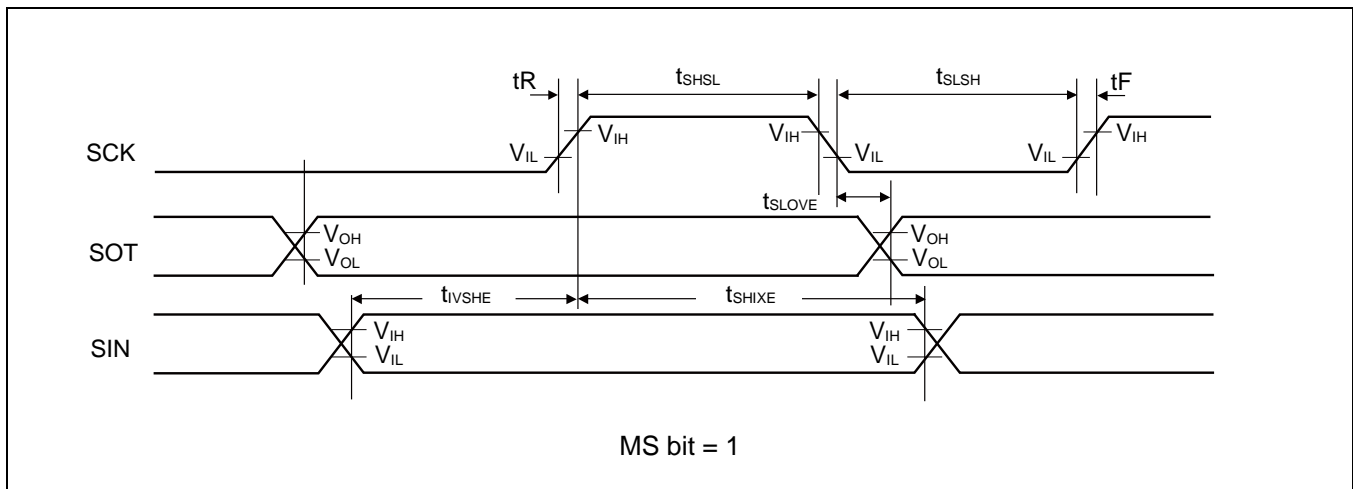 tR tSHSL tSLSH tF
SCK VIL VIH VIH VIL VIL VIH
tSLOVE
SOT VOH VOL VOH VOL
tIVSHE tSHIXE
SIN VIH VIL VIH VIL
MS bit = 1